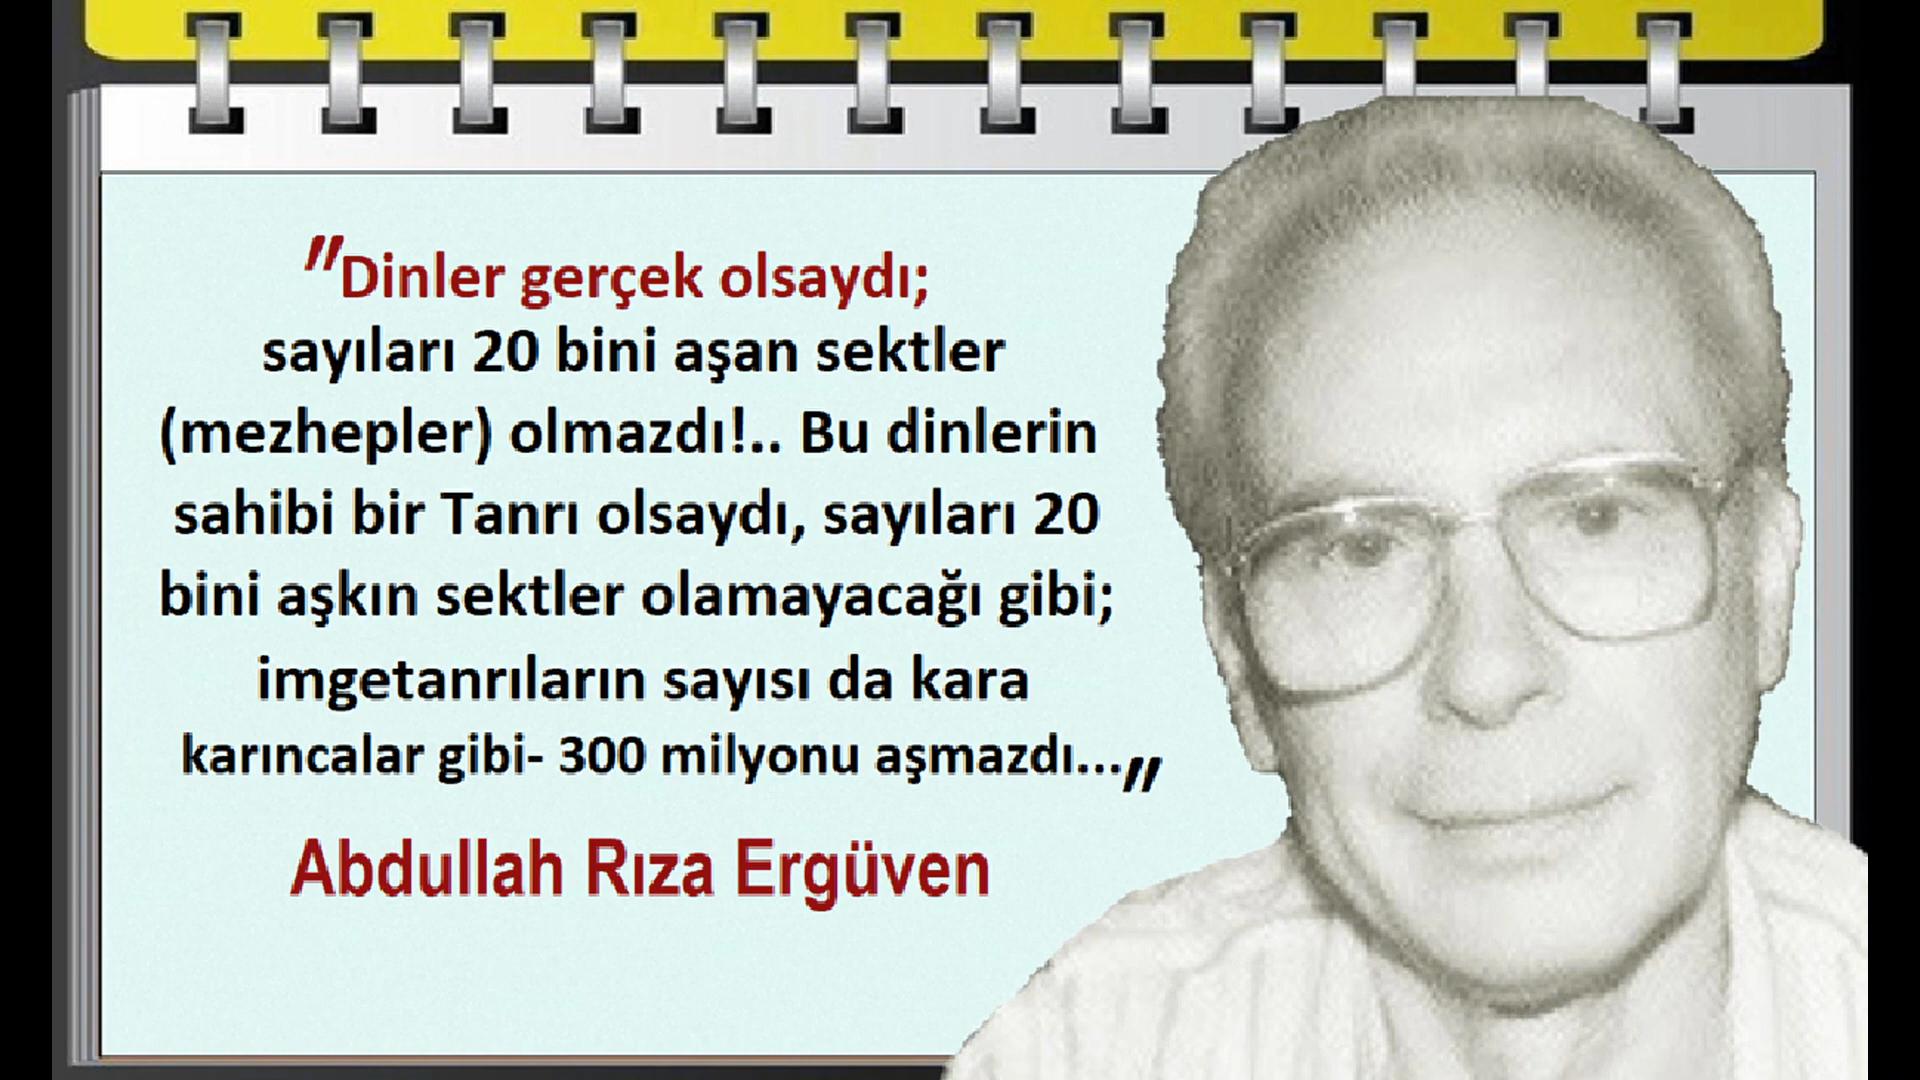 "Dinler gerçek olsaydı;
sayıları 20 bini aşan sektler
(mezhepler) olmazdı!.. Bu dinlerin
sahibi bir Tanrı olsaydı, sayıları 20
bini aşkın sektler olamayacağı gibi;
imgetanrıların sayısı da kara
karıncalar gibi- 300 milyonu aşmazdı..."
Abdullah Rıza Ergüven